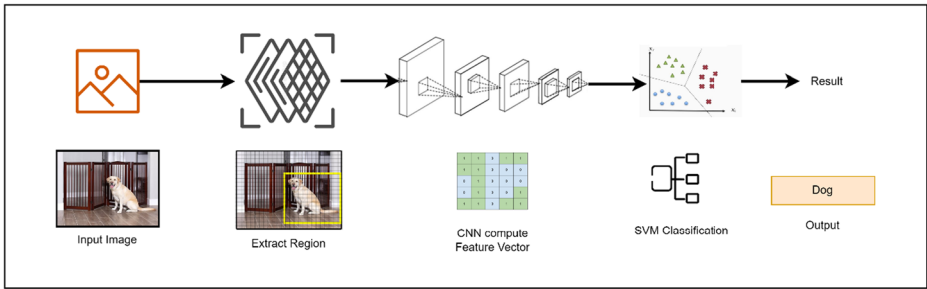 Result
Input Image
Extract Region
CNN compute
Feature Vector
SVM Classification
Dog
Output